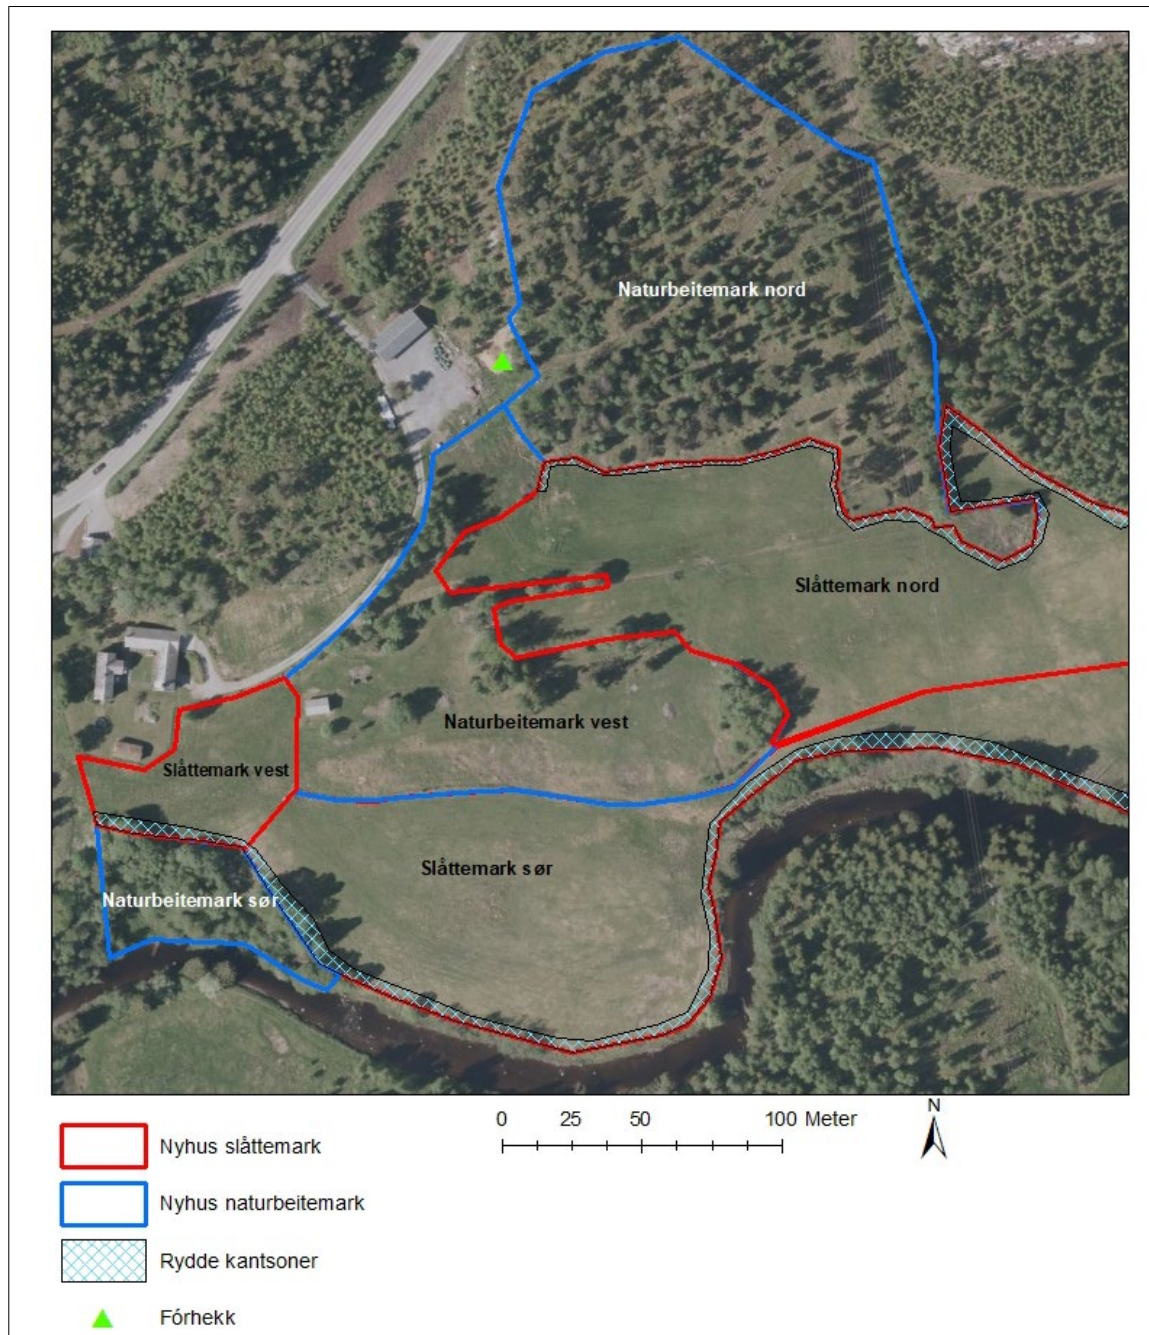 Naturbeitemark nord
Slåttemark nord
Naturbeitemark vest
Slåttemark vest
Slåttemark sør
Naturbeitemark sør
0 25 50 100 Meter
N
Nyhus slåttemark
Nyhus naturbeitemark
Rydde kantsoner
Fórhekk